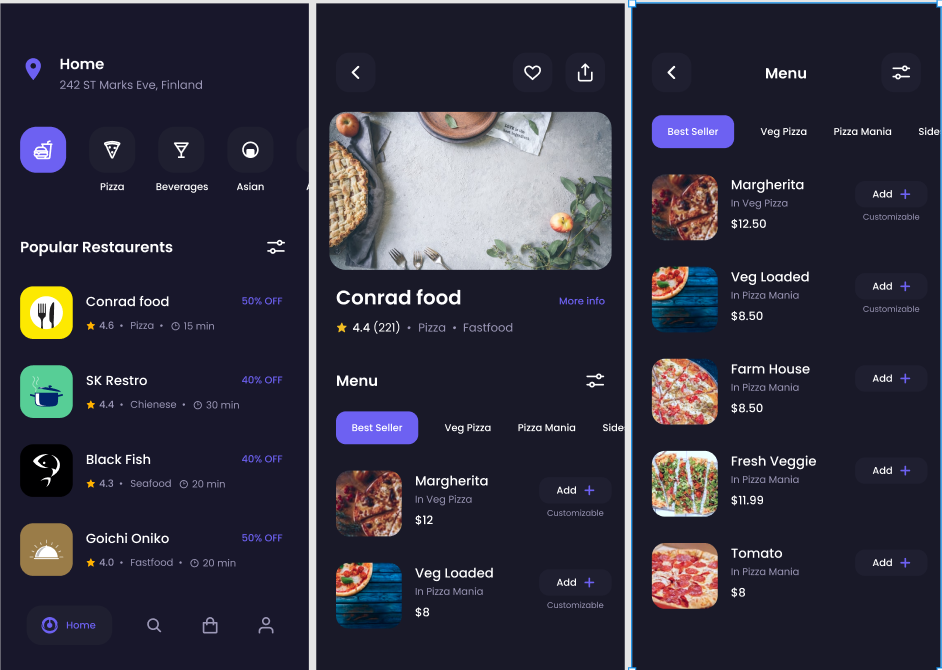 Home
242 ST Marks Eve, Finland
Pizza
Beverages
Asian
A
Popular Restaurents
Conrad food
50% OFF
4.6 • Pizza • 15 min
SK Restro
40% OFF
4.4 • Chienese • 30 min
Black Fish
40% OFF
4.3 • Seafood 20 min
Goichi Oniko
50% OFF
4.0 • Fastfood • 20 min
Home
Conrad food
More info
4.4 (221) • Pizza • Fastfood
Menu
Best Seller
Veg Pizza
Pizza Mania
Side
Margherita
In Veg Pizza
$12
Add +
Customizable
Veg Loaded
In Pizza Mania
$8
Add +
Customizable
Menu
Best Seller
Veg Pizza
Pizza Mania
Side
Margherita
In Veg Pizza
$12.50
Add +
Customizable
Veg Loaded
In Pizza Mania
$8.50
Add +
Customizable
Farm House
In Pizza Mania
$8.50
Add +
Fresh Veggie
In Pizza Mania
$11.99
Add +
Tomato
In Pizza Mania
$8
Add +